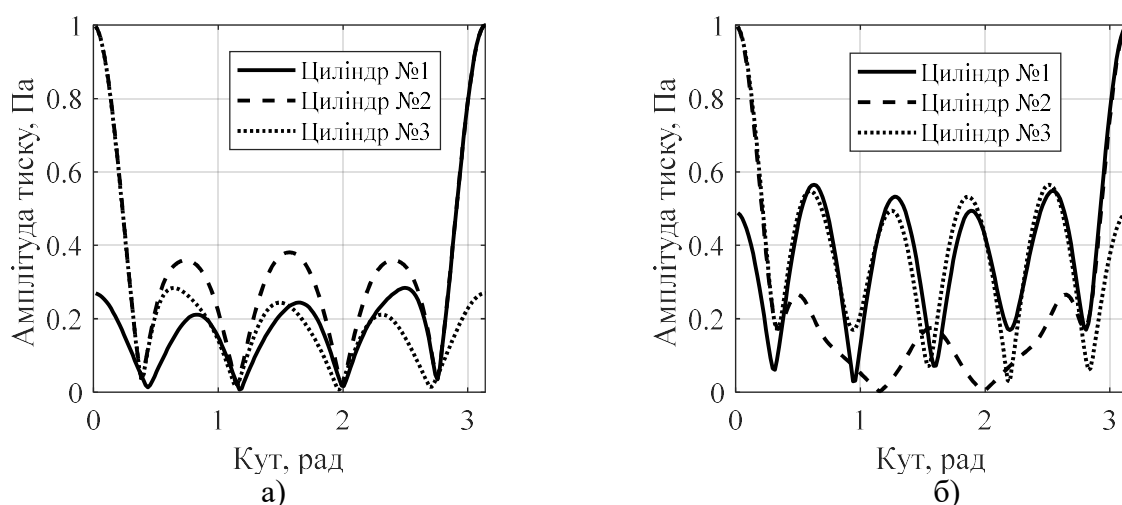 Амплітуда тиску, Па
1
0.8
0.6
0.4
0.2
0
Циліндр №1
Циліндр №2
Циліндр №3
0
1
2
3
Кут, рад
а)
Амплітуда тиску, Па
1
0.8
0.6
0.4
0.2
0
Циліндр №1
Циліндр №2
Циліндр №3
0
1
2
3
Кут, рад
б)